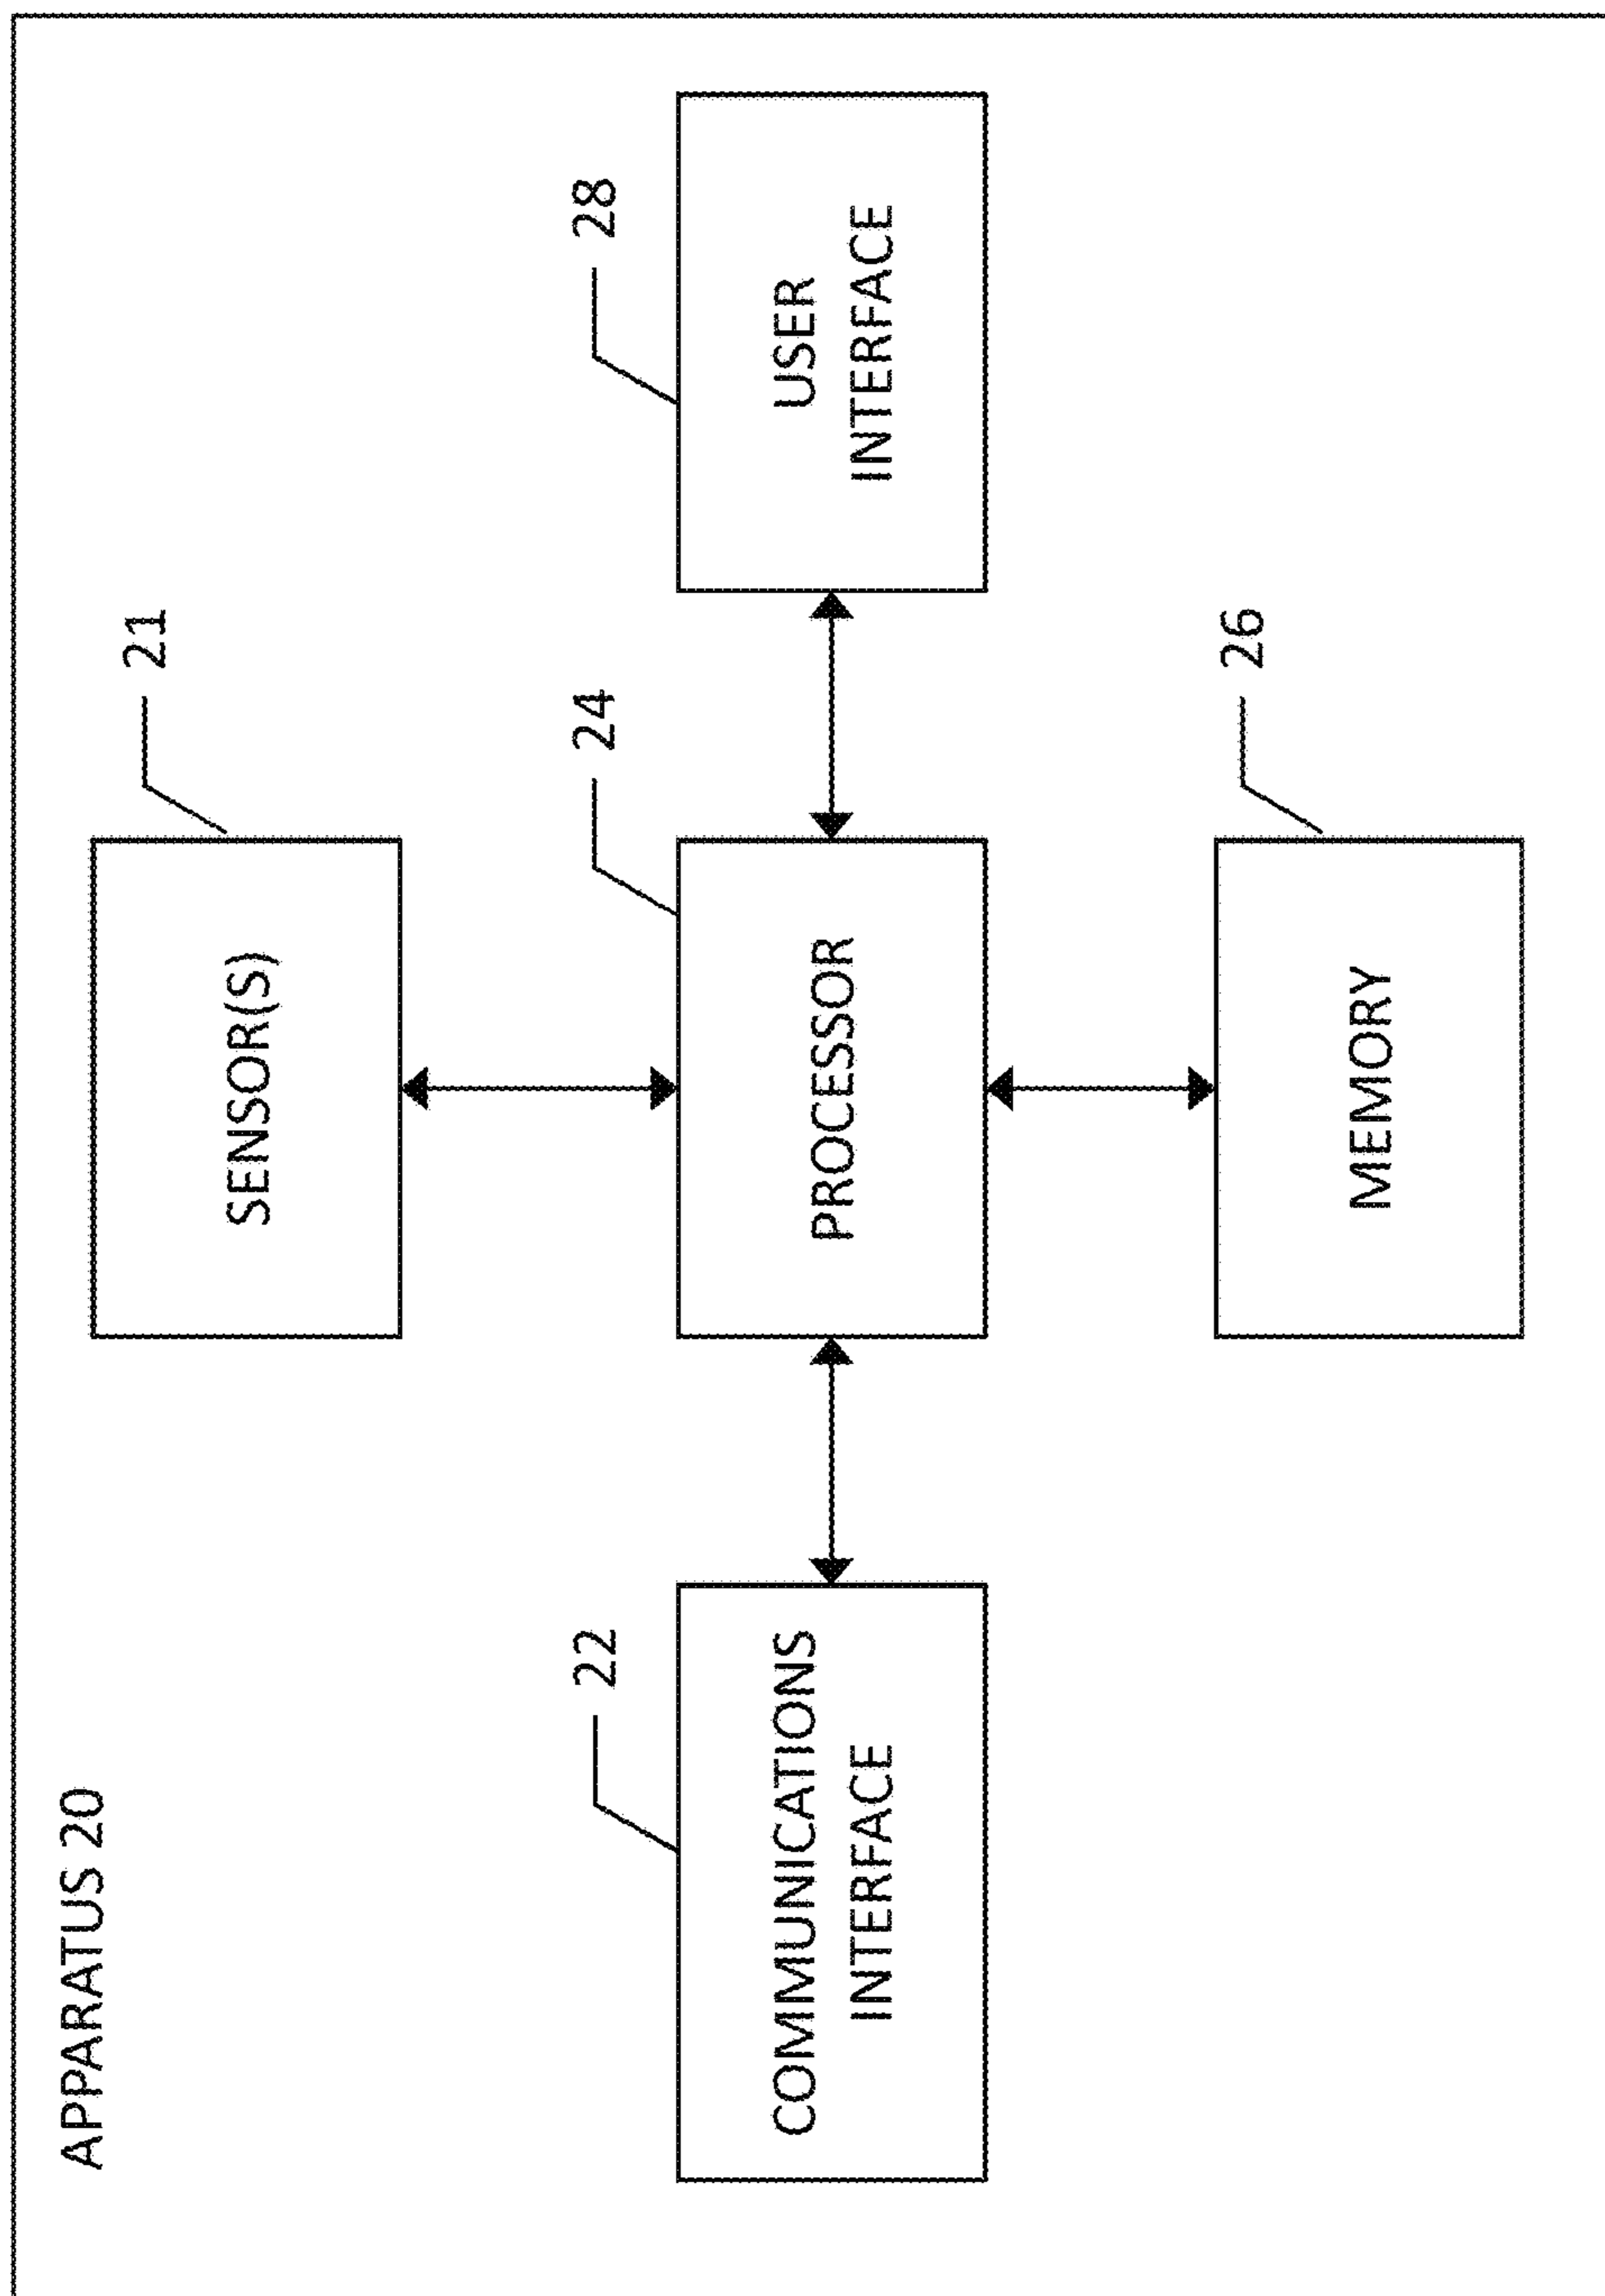 APPARATUS 20
21
SENSOR(S)
22
COMMUNICATIONS
INTERFACE
24
PROCESSOR
28
USER
INTERFACE
26
MEMORY